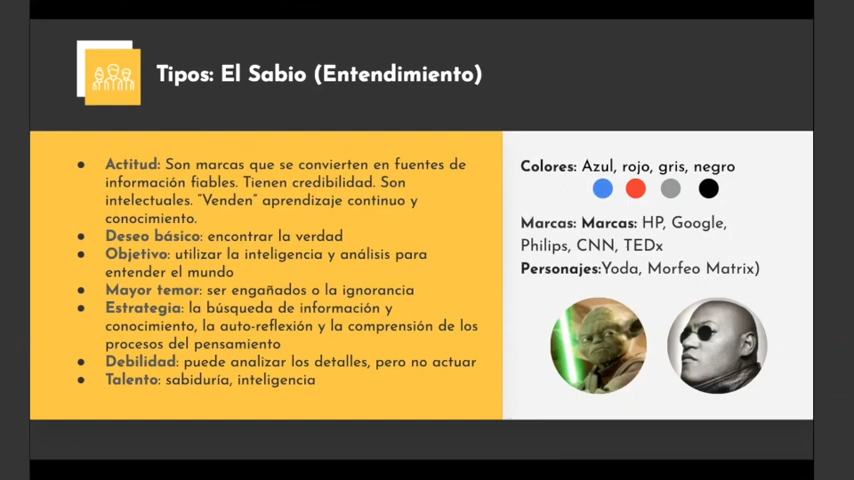 Tipos: El Sabio (Entendimiento)
● Actitud: Son marcas que se convierten en fuentes de
información fiables. Tienen credibilidad. Son
intelectuales. "Venden" aprendizaje continuo y
conocimiento.
● Deseo básico: encontrar la verdad
● Objetivo: utilizar la inteligencia y análisis para
entender el mundo
● Mayor temor: ser engañados o la ignorancia
● Estrategia: la búsqueda de información y
conocimiento, la auto-reflexión y la comprensión de los
procesos del pensamiento
● Debilidad: puede analizar los detalles, pero no actuar
● Talento: sabiduría, inteligencia
Colores: Azul, rojo, gris, negro
Marcas: Marcas: HP, Google,
Philips, CNN, TEDx
Personajes:Yoda, Morfeo Matrix)